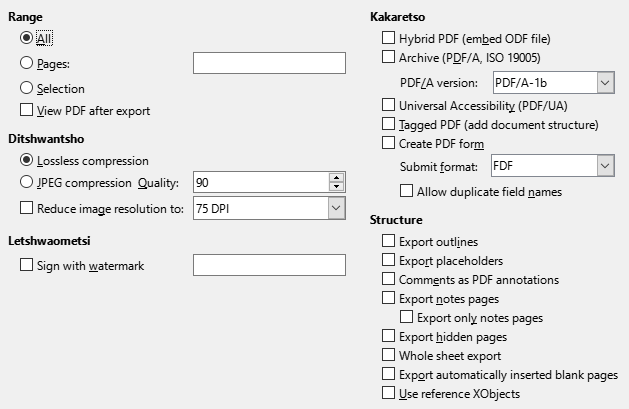 Range
All
Pages:
Selection
View PDF after export
Ditshwantsho
Lossless compression
JPEG compression Quality: 90
Reduce image resolution to: 75 DPI
Letshwaometsi
Sign with watermark
Kakaretso
Hybrid PDF (embed ODF file)
Archive (PDF/A, ISO 19005)
PDF/A version: PDF/A-1b
Universal Accessibility (PDF/UA)
Tagged PDF (add document structure)
Create PDF form
Submit format: FDF
Allow duplicate field names
Structure
Export outlines
Export placeholders
Comments as PDF annotations
Export notes pages
Export only notes pages
Export hidden pages
Whole sheet export
Export automatically inserted blank pages
Use reference XObjects